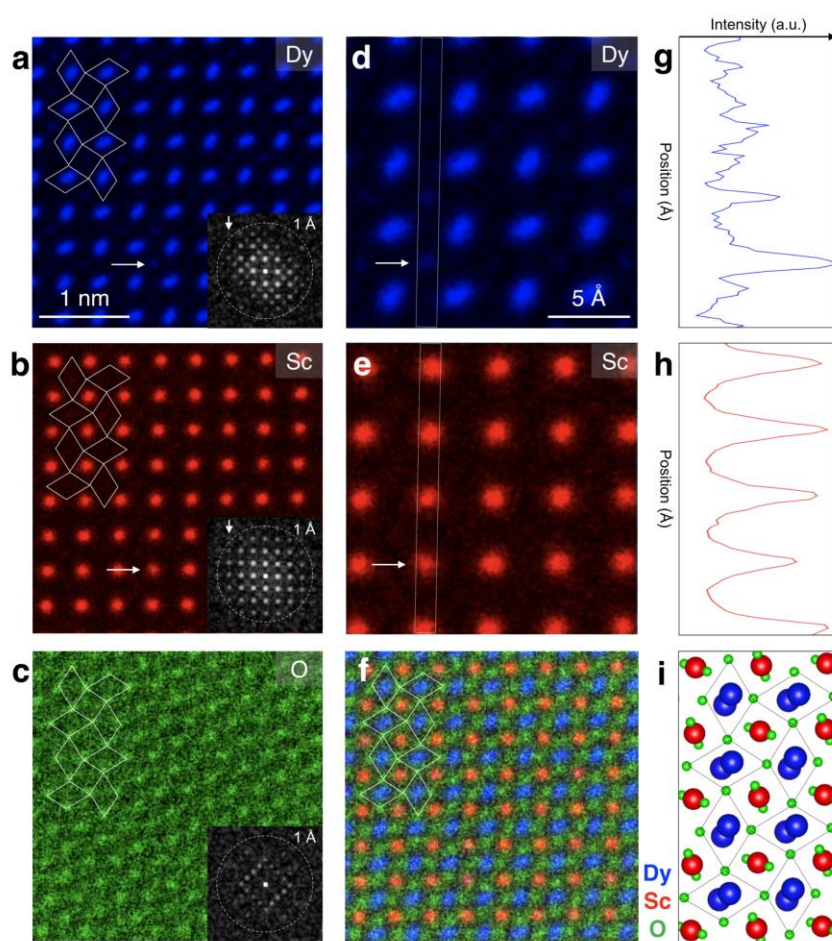 a
Dy
1 Å
1 nm
d
Dy
5 Å
g
Intensity (a.u.)
Position (Å)
b
Sc
1 Å
e
Sc
h
Position (Å)
c
O
1 Å
f
i
Dy
Sc
O